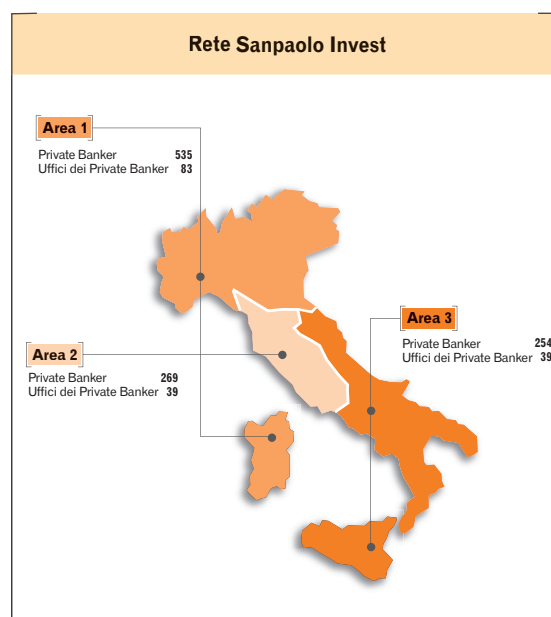 Rete Sanpaolo Invest
Area 1
Private Banker 535
Uffici dei Private Banker 83
Area 3
Private Banker 254
Uffici dei Private Banker 39
Area 2
Private Banker 269
Uffici dei Private Banker 39